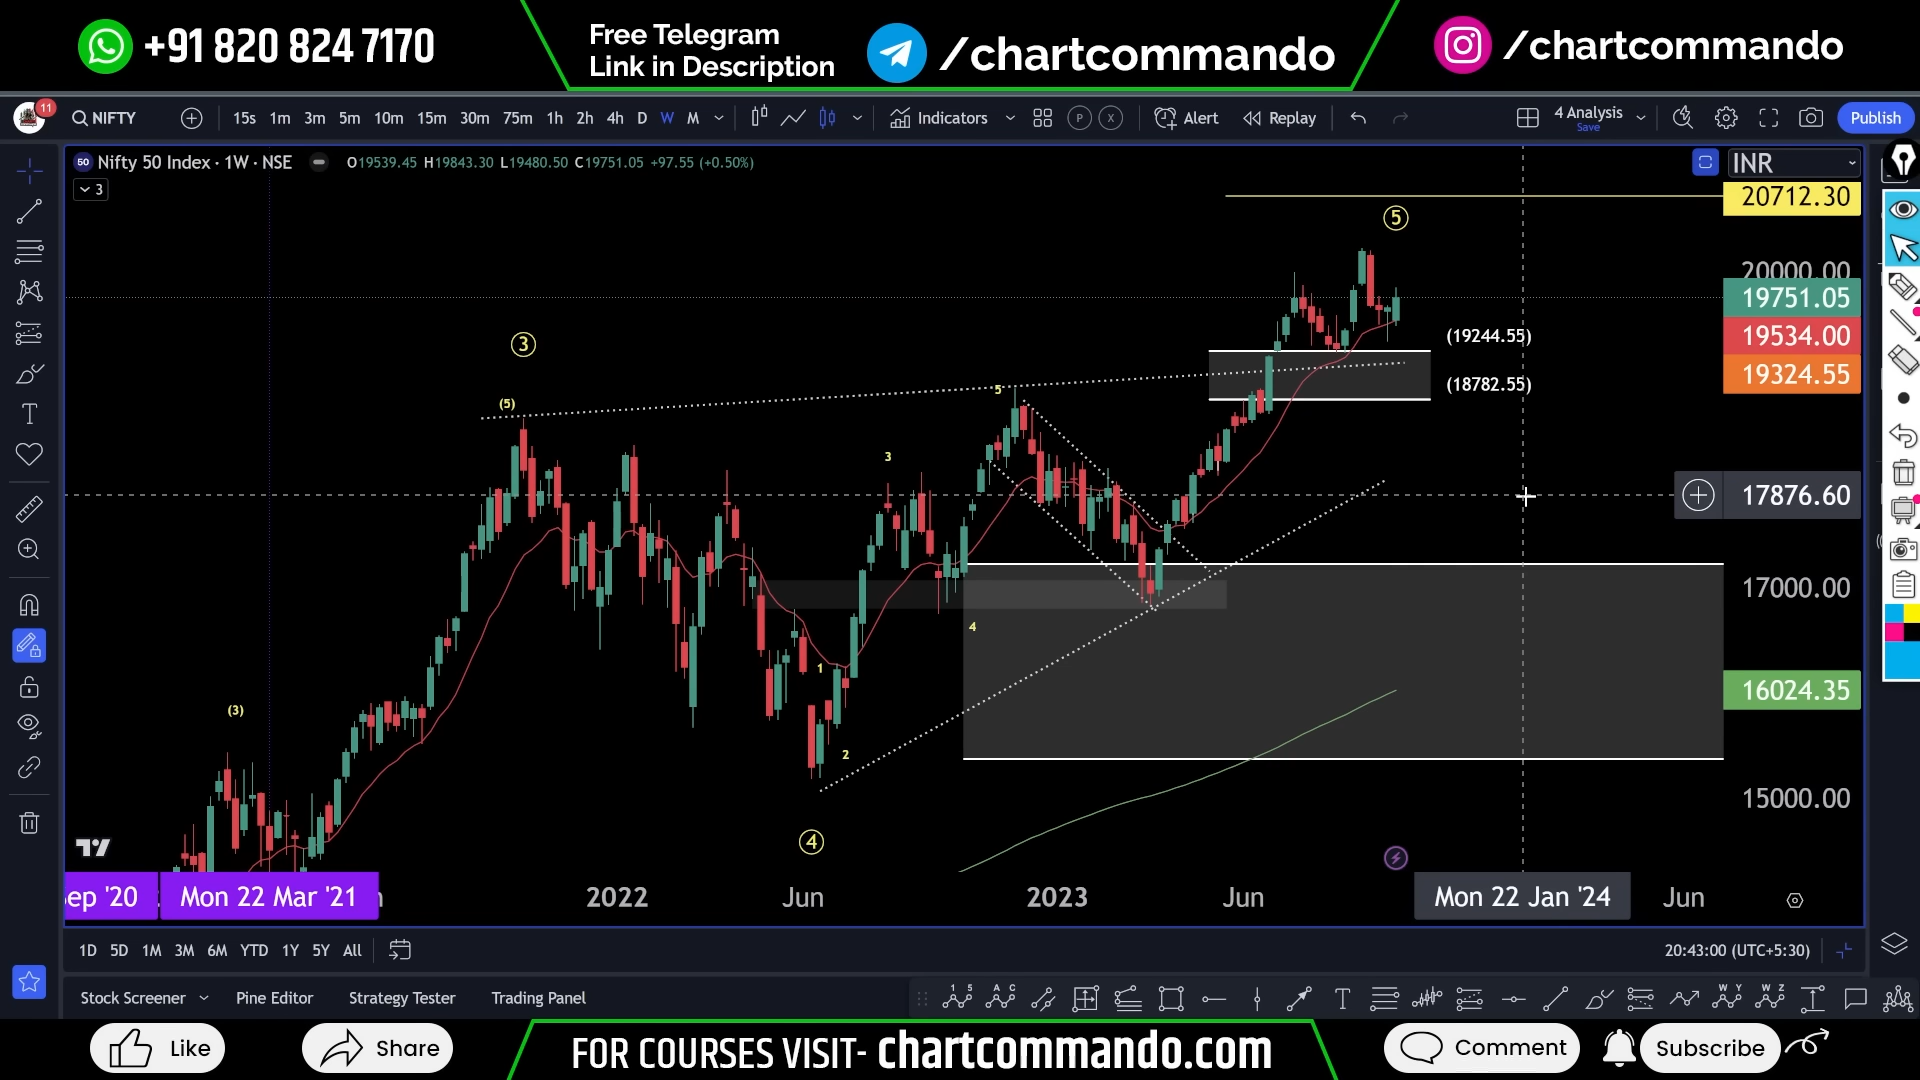 +91 820 824 7170
Free Telegram
Link in Description
/chartcommando
/chartcommando
11
NIFTY
15s 1m 3m 5m 10m 15m 30m 75m 1h 2h 4h D W M
Indicators
P
X
Alert
Replay
4 Analysis
Save
Publish
50 Nifty 50 Index · 1W · NSE
O19539.45 H19843.30 L19480.50 C19751.05 +97.55 (+0.50%)
INR
3
20712.30
5
20000.00
19751.05
(19244.55)
19534.00
3
19324.55
(18782.55)
5
(5)
3
17876.60
17000.00
4
1
16024.35
(3)
2
15000.00
4
Sep '20
Mon 22 Mar '21
2022
Jun
2023
Jun
Mon 22 Jan '24
Jun
1D 5D 1M 3M 6M YTD 1Y 5Y All
20:43:00 (UTC+5:30)
Stock Screener
Pine Editor
Strategy Tester
Trading Panel
Like
Share
FOR COURSES VISIT- chartcommando.com
Comment
Subscribe